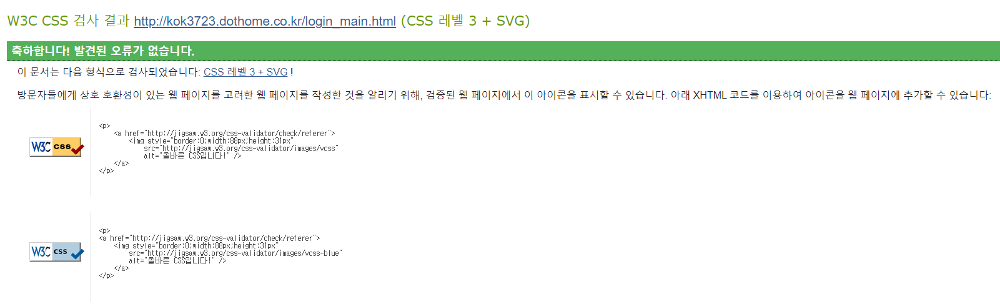 W3C CSS 검사 결과 http://kok3723.dothome.co.kr/login_main.html (CSS 레벨 3 + SVG)
축하합니다! 발견된 오류가 없습니다.
이 문서는 다음 형식으로 검사되었습니다: CSS 레벨 3 + SVG !
방문자들에게 상호 호환성이 있는 웹 페이지를 고려한 웹 페이지를 작성한 것을 알리기 위해, 검증된 웹 페이지에서 이 아이콘을 표시할 수 있습니다. 아래 XHTML 코드를 이용하여 아이콘을 웹 페이지에 추가할 수 있습니다:
W3C css
<p>
<a href="http://jigsaw.w3.org/css-validator/check/referer">
<img style="border:0;width:88px;height:31px"
src="http://jigsaw.w3.org/css-validator/images/vcss"
alt="올바른 CSS입니다!" />
</a>
</p>
W3C css
<p>
<a href="http://jigsaw.w3.org/css-validator/check/referer">
<img style="border:0;width:88px;height:31px"
src="http://jigsaw.w3.org/css-validator/images/vcss-blue"
alt="올바른 CSS입니다!" />
</a>
</p>